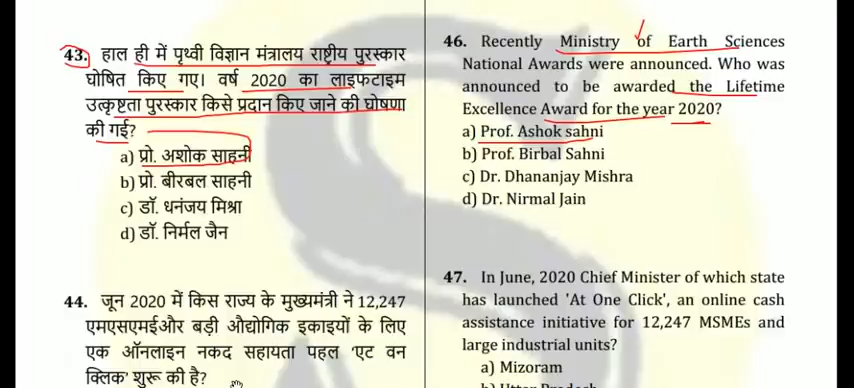 43. हाल ही में पृथ्वी विज्ञान मंत्रालय राष्ट्रीय पुरस्कार
घोषित किए गए। वर्ष 2020 का लाइफटाइम
उत्कृष्टता पुरस्कार किसे प्रदान किए जाने की घोषणा
की गई?
a) प्रो. अशोक साहनी
b) प्रो. बीरबल साहनी
c) डॉ. धनंजय मिश्रा
d) डॉ. निर्मल जैन
44. जून 2020 में किस राज्य के मुख्यमंत्री ने 12,247
एमएसएमईऔर बड़ी औद्योगिक इकाइयों के लिए
एक ऑनलाइन नकद सहायता पहल 'एट वन
क्लिक' शुरू की है?
46. Recently Ministry of Earth Sciences
National Awards were announced. Who was
announced to be awarded the Lifetime
Excellence Award for the year 2020?
a) Prof. Ashok sahni
b) Prof. Birbal Sahni
c) Dr. Dhananjay Mishra
d) Dr. Nirmal Jain
47. In June, 2020 Chief Minister of which state
has launched 'At One Click', an online cash
assistance initiative for 12,247 MSMEs and
large industrial units?
a) Mizoram